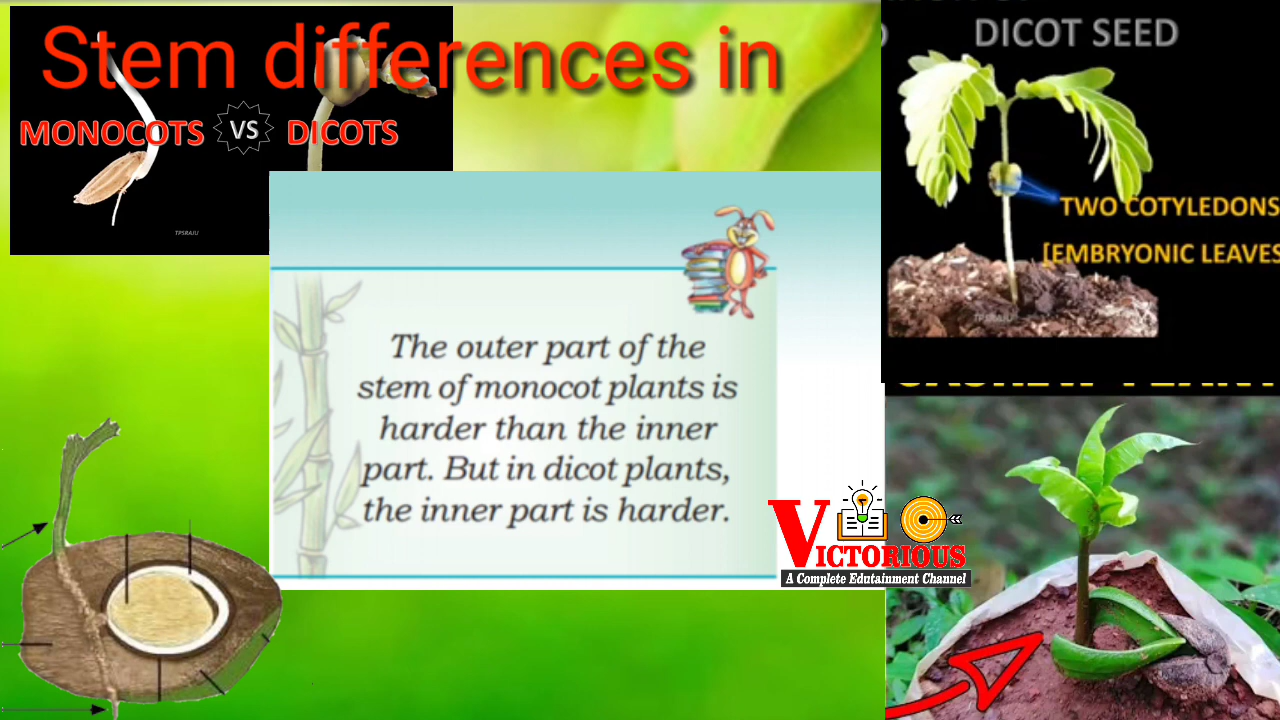 Stem differences in
MONOCOTS VS DICOTS
TPSRAJU
DICOT SEED
TWO COTYLEDONS
[EMBRYONIC LEAVES
TPSRAJU
The outer part of the
stem of monocot plants is
harder than the inner
part. But in dicot plants,
the inner part is harder.
VICTORIOUS
A Complete Edutainment Channel